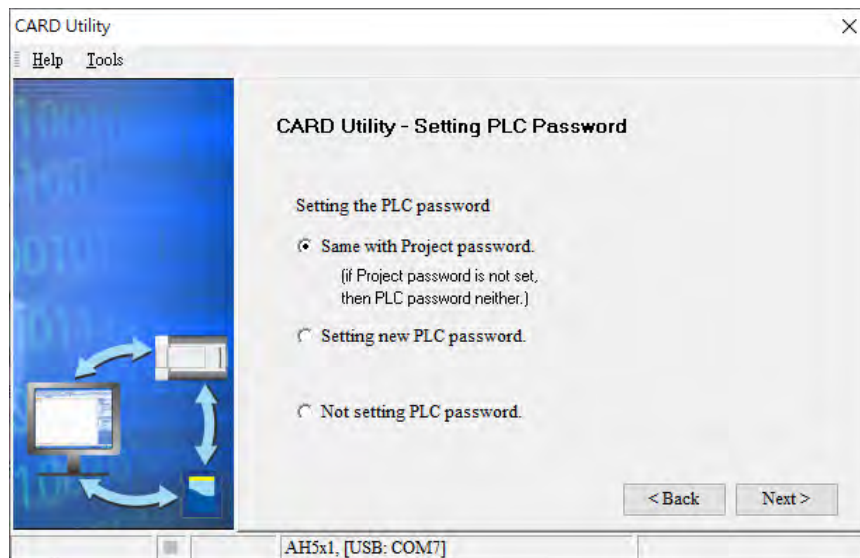 CARD Utility
Help Tools
CARD Utility - Setting PLC Password
Setting the PLC password
Same with Project password.
(if Project password is not set,
then PLC password neither.)
Setting new PLC password.
Not setting PLC password.
< Back Next >
AH5x1, [USB: COM7]